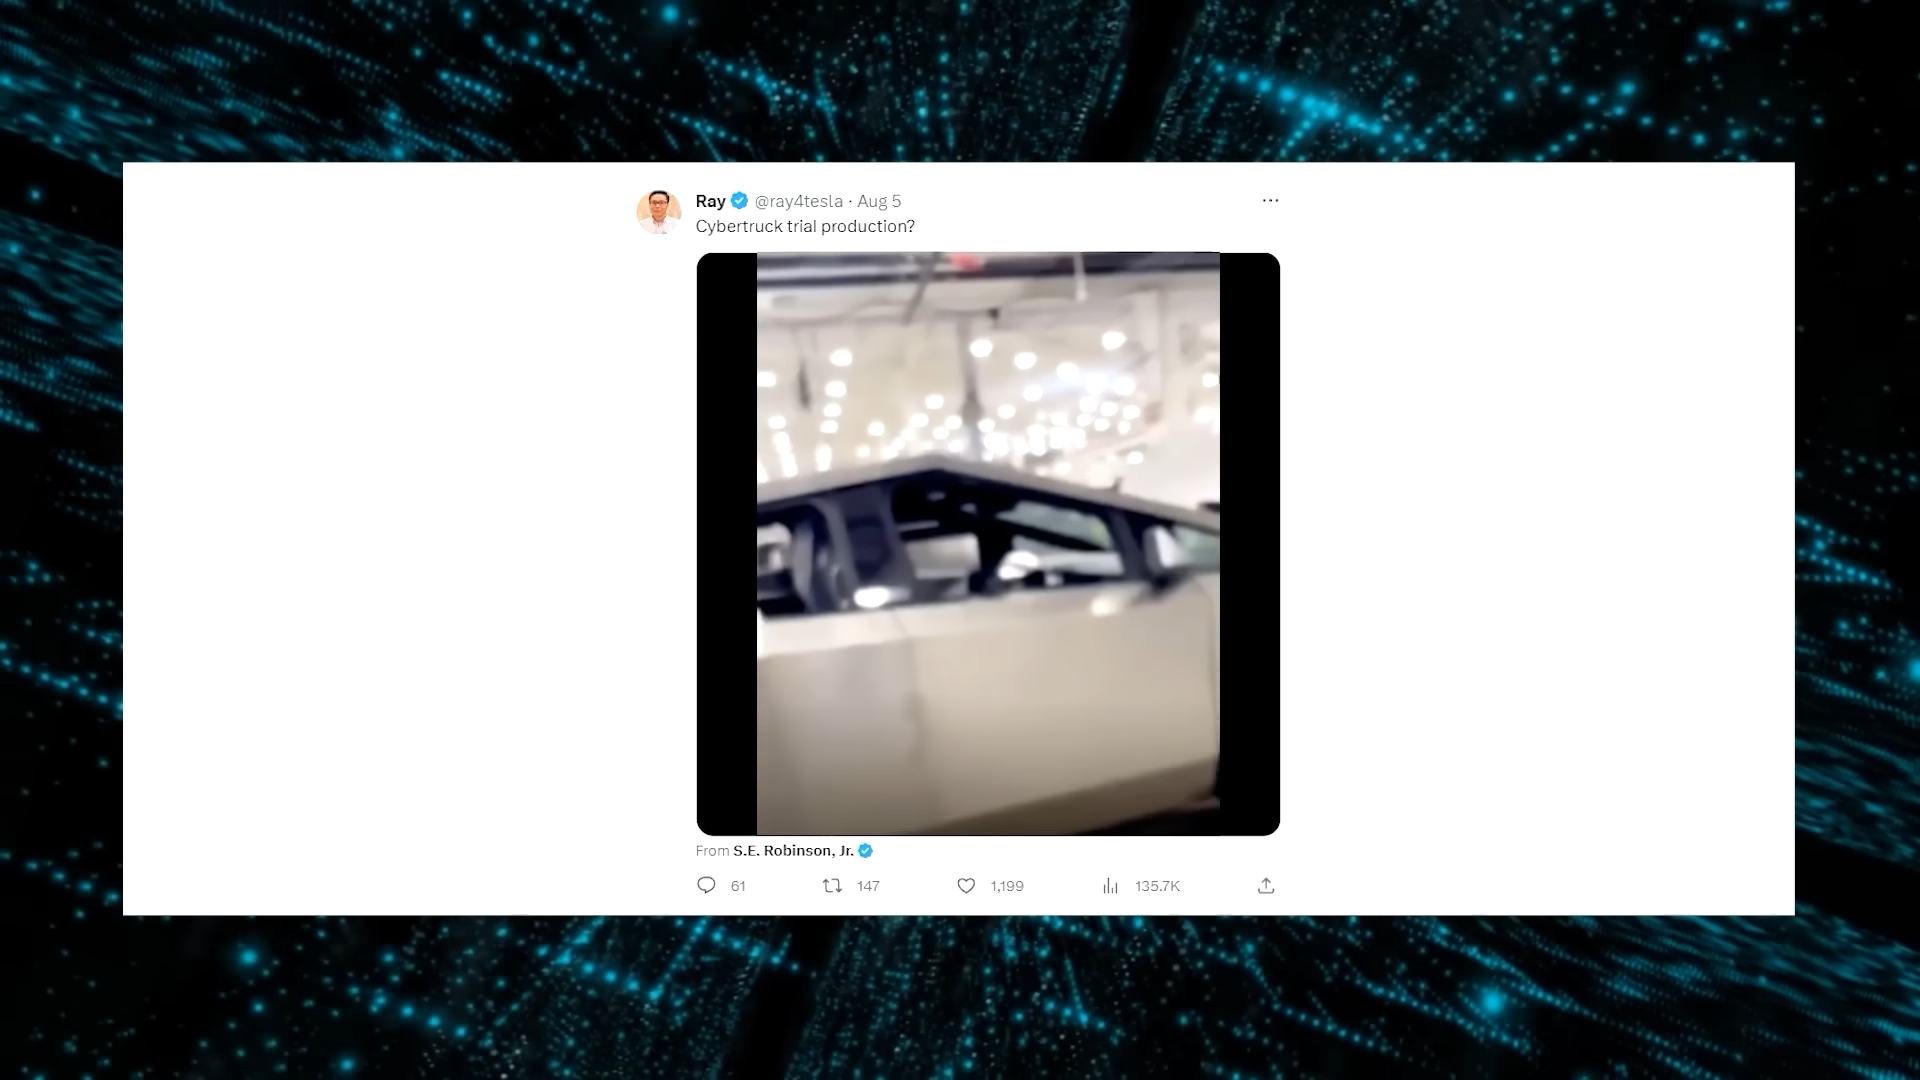 Ray @ray4tesla · Aug 5
Cybertruck trial production?
From S.E. Robinson, Jr.
61 147 1,199 135.7K